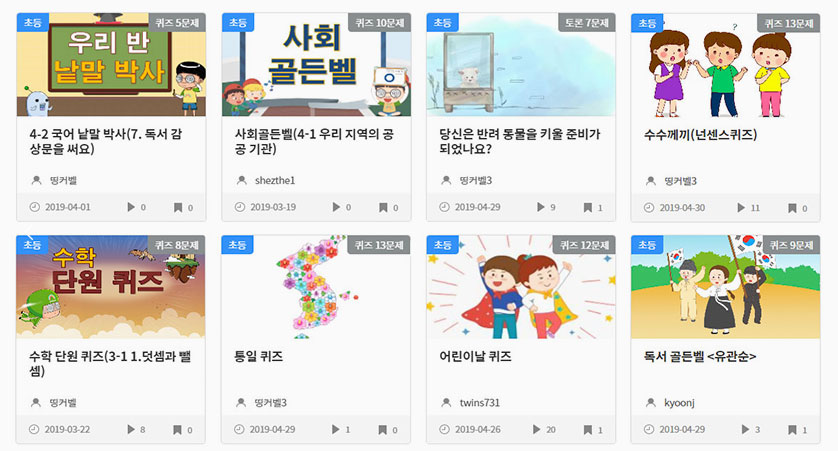 초등
퀴즈 5문제
우리 반
낱말 박사
4-2 국어 낱말 박사(7. 독서 감
상문을 써요)
띵커벨
2019-04-01
0
0
초등
퀴즈 10문제
사회
골든벨
사회골든벨(4-1 우리 지역의 공
공 기관)
shezthe1
2019-03-19
0
0
초등
토론 7문제
당신은 반려 동물을 키울 준비가
되었나요?
띵커벨3
2019-04-29
9
1
초등
퀴즈 13문제
?
수수께끼(넌센스퀴즈)
띵커벨3
2019-04-30
11
0
초등
퀴즈 8문제
수학
단원 퀴즈
수학 단원 퀴즈(3-1 1.덧셈과 뺄
셈)
띵커벨
2019-03-22
8
0
초등
퀴즈 13문제
통일 퀴즈
띵커벨3
2019-04-29
1
0
초등
퀴즈 12문제
어린이날 퀴즈
twins731
2019-04-26
20
1
초등
퀴즈 9문제
독서 골든벨 <유관순>
kyoonj
2019-04-29
3
1